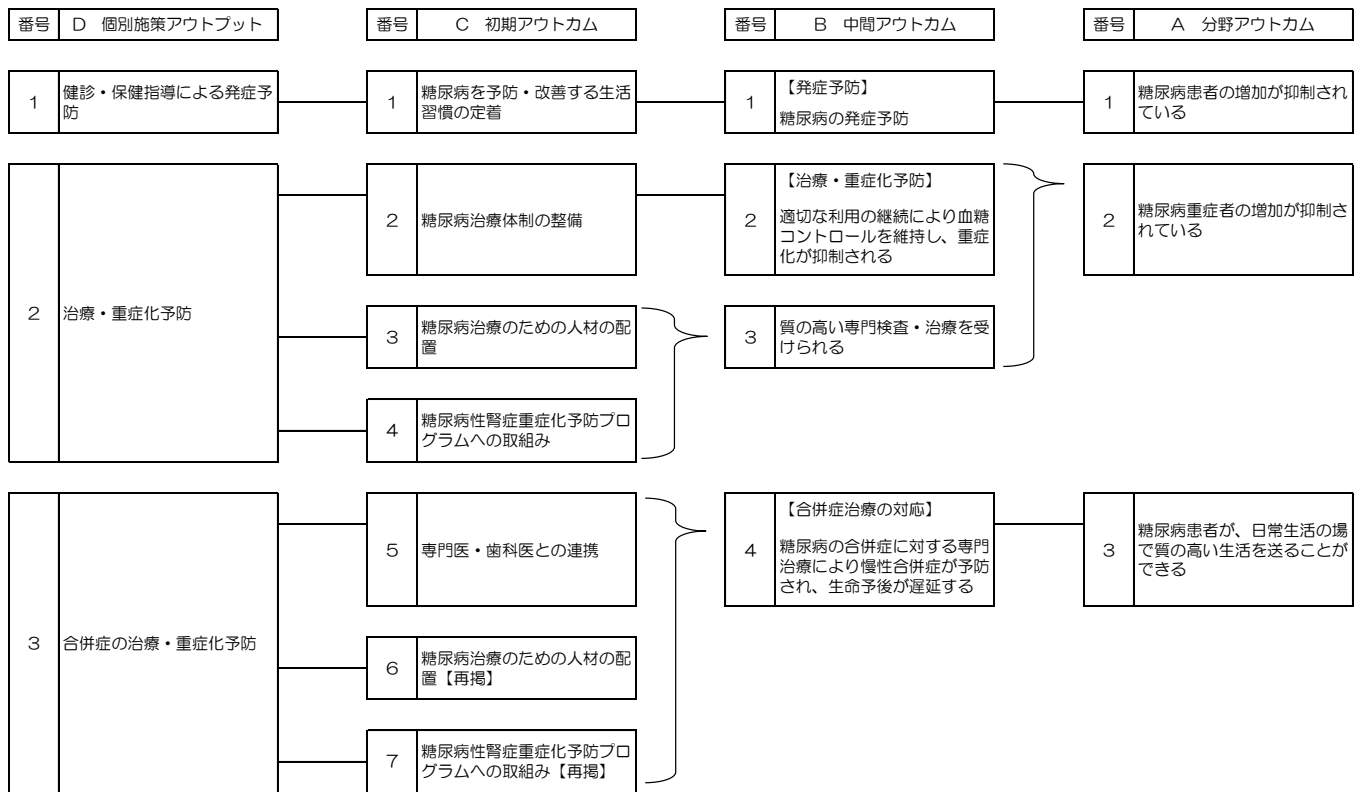 番号 D 個別施策アウトプット 番号 C 初期アウトカム 番号 B 中間アウトカム 番号 A 分野アウトカム
1 健診・保健指導による発症予
防
1 糖尿病を予防・改善する生活
習慣の定着
1 【発症予防】
糖尿病の発症予防
1 糖尿病患者の増加が抑制され
ている
2 治療・重症化予防
2 糖尿病治療体制の整備
2 【治療・重症化予防】
適切な利用の継続により血糖
コントロールを維持し、重症
化が抑制される
2 糖尿病重症者の増加が抑制さ
れている
3 糖尿病治療のための人材の配
置
3 質の高い専門検査・治療を受
けられる
4 糖尿病性腎症重症化予防プロ
グラムへの取組み
3 合併症の治療・重症化予防
5 専門医・歯科医との連携
4 【合併症治療の対応】
糖尿病の合併症に対する専門
治療により慢性合併症が予防
され、生命予後が遅延する
3 糖尿病患者が、日常生活の場
で質の高い生活を送ることが
できる
6 糖尿病治療のための人材の配
置【再掲】
7 糖尿病性腎症重症化予防プロ
グラムへの取組み【再掲】